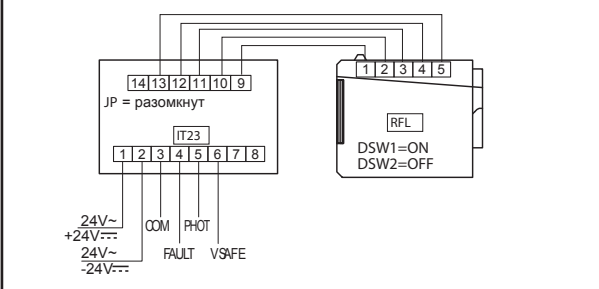 14 13 12 11 10 9
1 2 3 4 5
JP = разомкнут
IT23
RFL
DSW1=ON
DSW2=OFF
1 2 3 4 5 6 7 8
24V~
+24V⎓
COM
PHOT
24V~
-24V⎓
FAULT
VSAFE